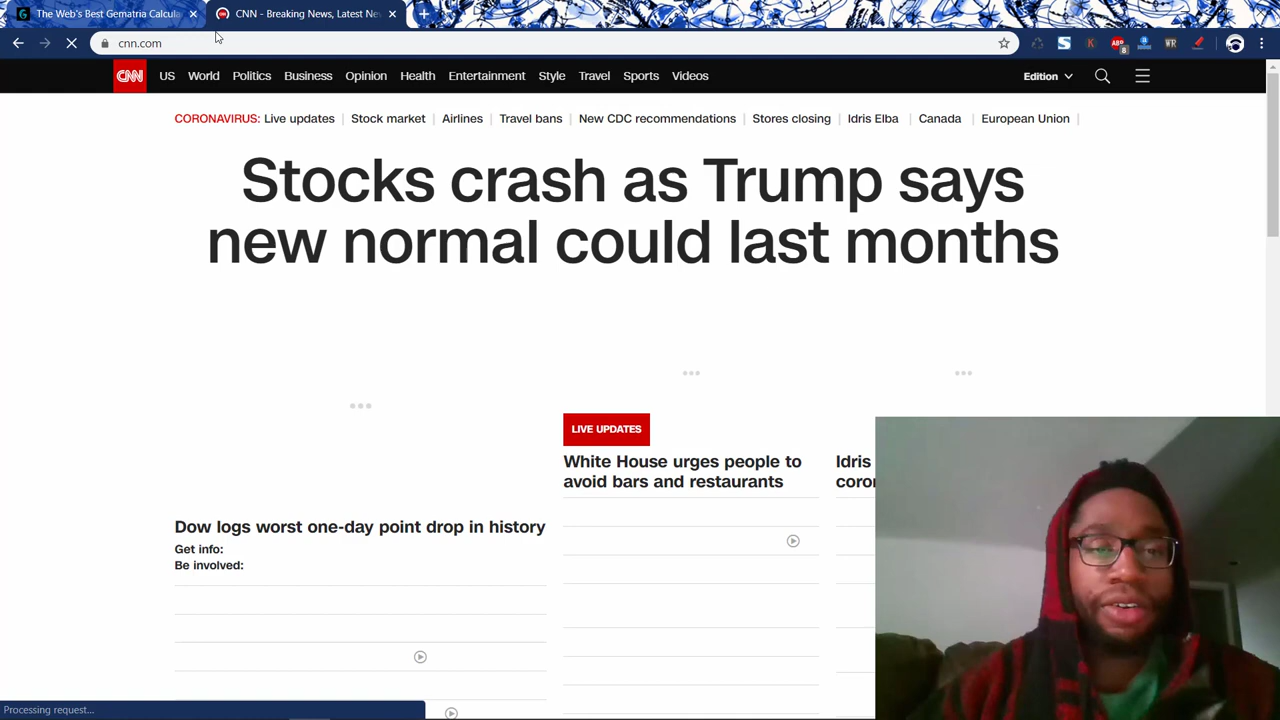 The Web's Best Gematria Calcula
CNN - Breaking News, Latest Ne
cnn.com
ABP
8
a
WR
CNN
US World Politics Business Opinion Health Entertainment Style Travel Sports Videos
Edition
CORONAVIRUS: Live updates | Stock market | Airlines | Travel bans | New CDC recommendations | Stores closing | Idris Elba | Canada | European Union |
Stocks crash as Trump says
new normal could last months
LIVE UPDATES
White House urges people to
avoid bars and restaurants
Idris
coron
Dow logs worst one-day point drop in history
Get info:
Be involved:
Processing request...